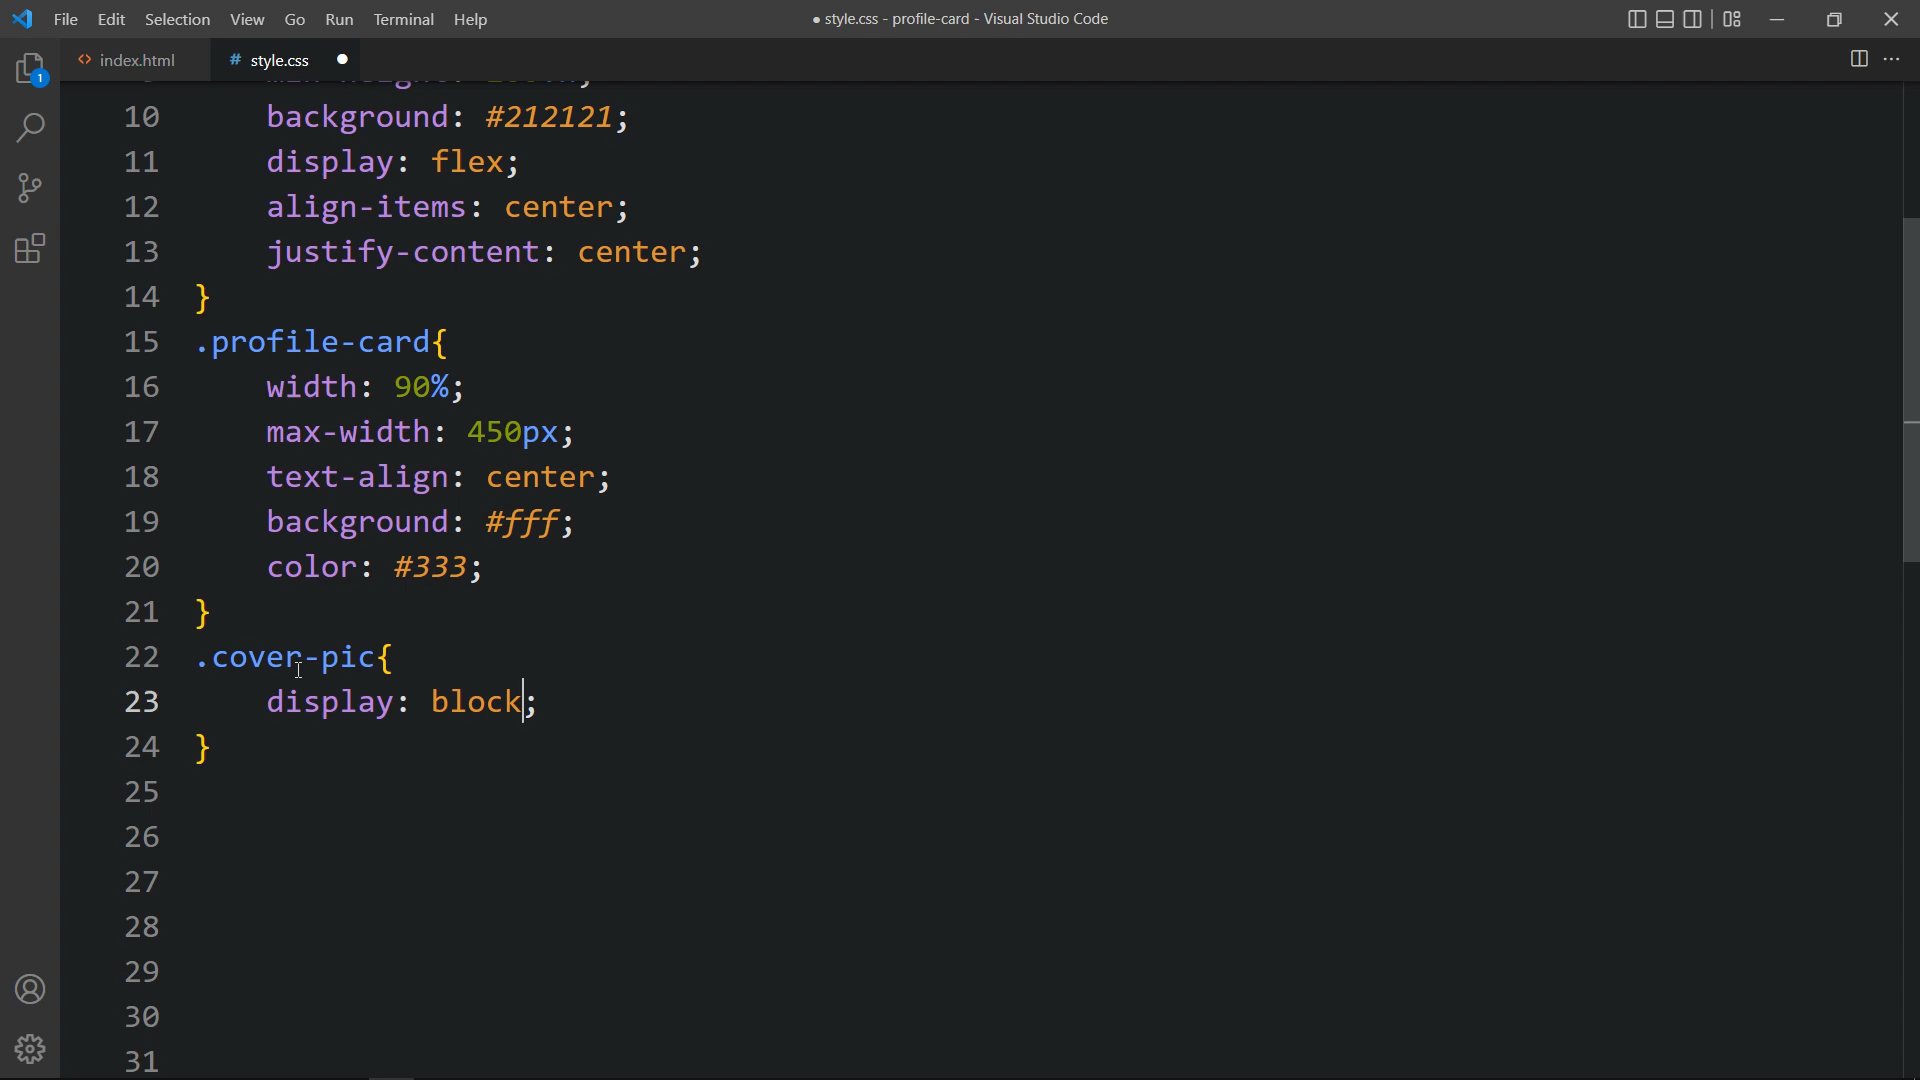 File Edit Selection View Go Run Terminal Help
● style.css - profile-card - Visual Studio Code
<> index.html
# style.css ●
1
10 background: #212121;
11 display: flex;
12 align-items: center;
13 justify-content: center;
14 }
15 .profile-card{
16 width: 90%;
17 max-width: 450px;
18 text-align: center;
19 background: #fff;
20 color: #333;
21 }
22 .cover-pic{
23 display: block;
24 }
25
26
27
28
29
30
31